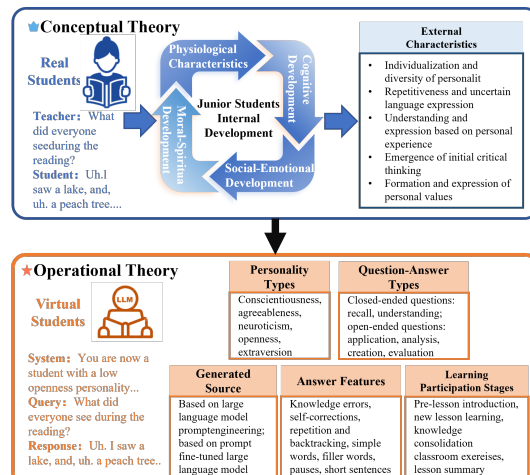 Conceptual Theory
Real
Students
Teacher: What
did everyone
seeduring the
reading?
Student: Uh.I
saw a lake, and,
uh. a peach tree....
Physiological
Characteristics
Cognitive
Development
Social-Emotional
Development
Moral-Spiritua
Development
Junior Students
Internal
Development
External
Characteristics
• Individualization and
diversity of personalit
• Repetitiveness and uncertain
language expression
• Understanding and
expression based on personal
experience
• Emergence of initial critical
thinking
• Formation and expression of
personal values
Operational Theory
Virtual
Students
LLM
System: You are now a
student with a low
openness personality...
Query: What did
everyone see during the
reading?
Response: Uh. I saw a
lake, and, uh. a peach tree..
Personality
Types
Conscientiousness,
agreeableness,
neuroticism,
openness,
extraversion
Question-Answer
Types
Closed-ended questions:
recall, understanding;
open-ended questions:
application, analysis,
creation, evaluation
Generated
Source
Based on large
language model
promptengineering;
based on prompt
fine-tuned large
language model
Answer Features
Knowledge errors,
self-corrections,
repetition and
backtracking, simple
words, filler words,
pauses, short sentences
Learning
Participation Stages
Pre-lesson introduction,
new lesson learning,
knowledge
consolidation
classroom exereises,
lesson summary